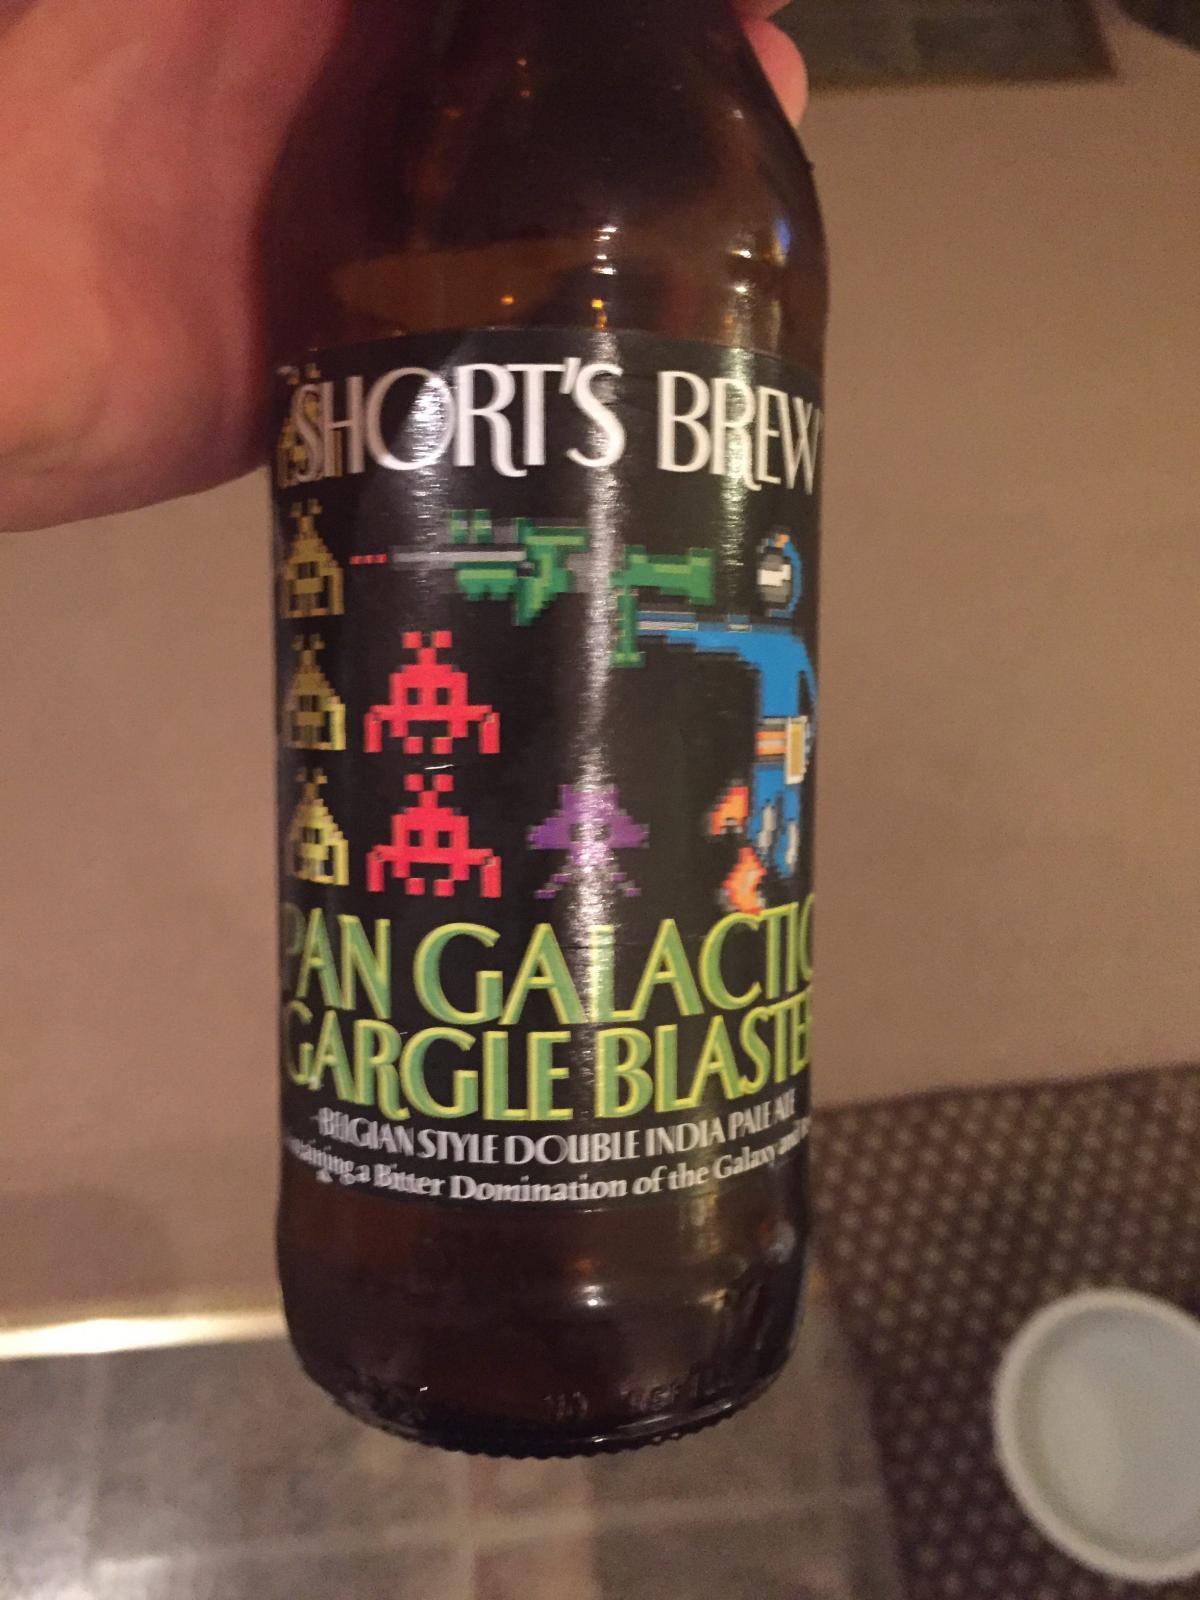 SHORT'S BREW
PAN GALACTIC
GARGLE BLASTE
BELGIAN STYLE DOUBLE INDIA PALE ALE
a Bitter Domination of the Galaxy and